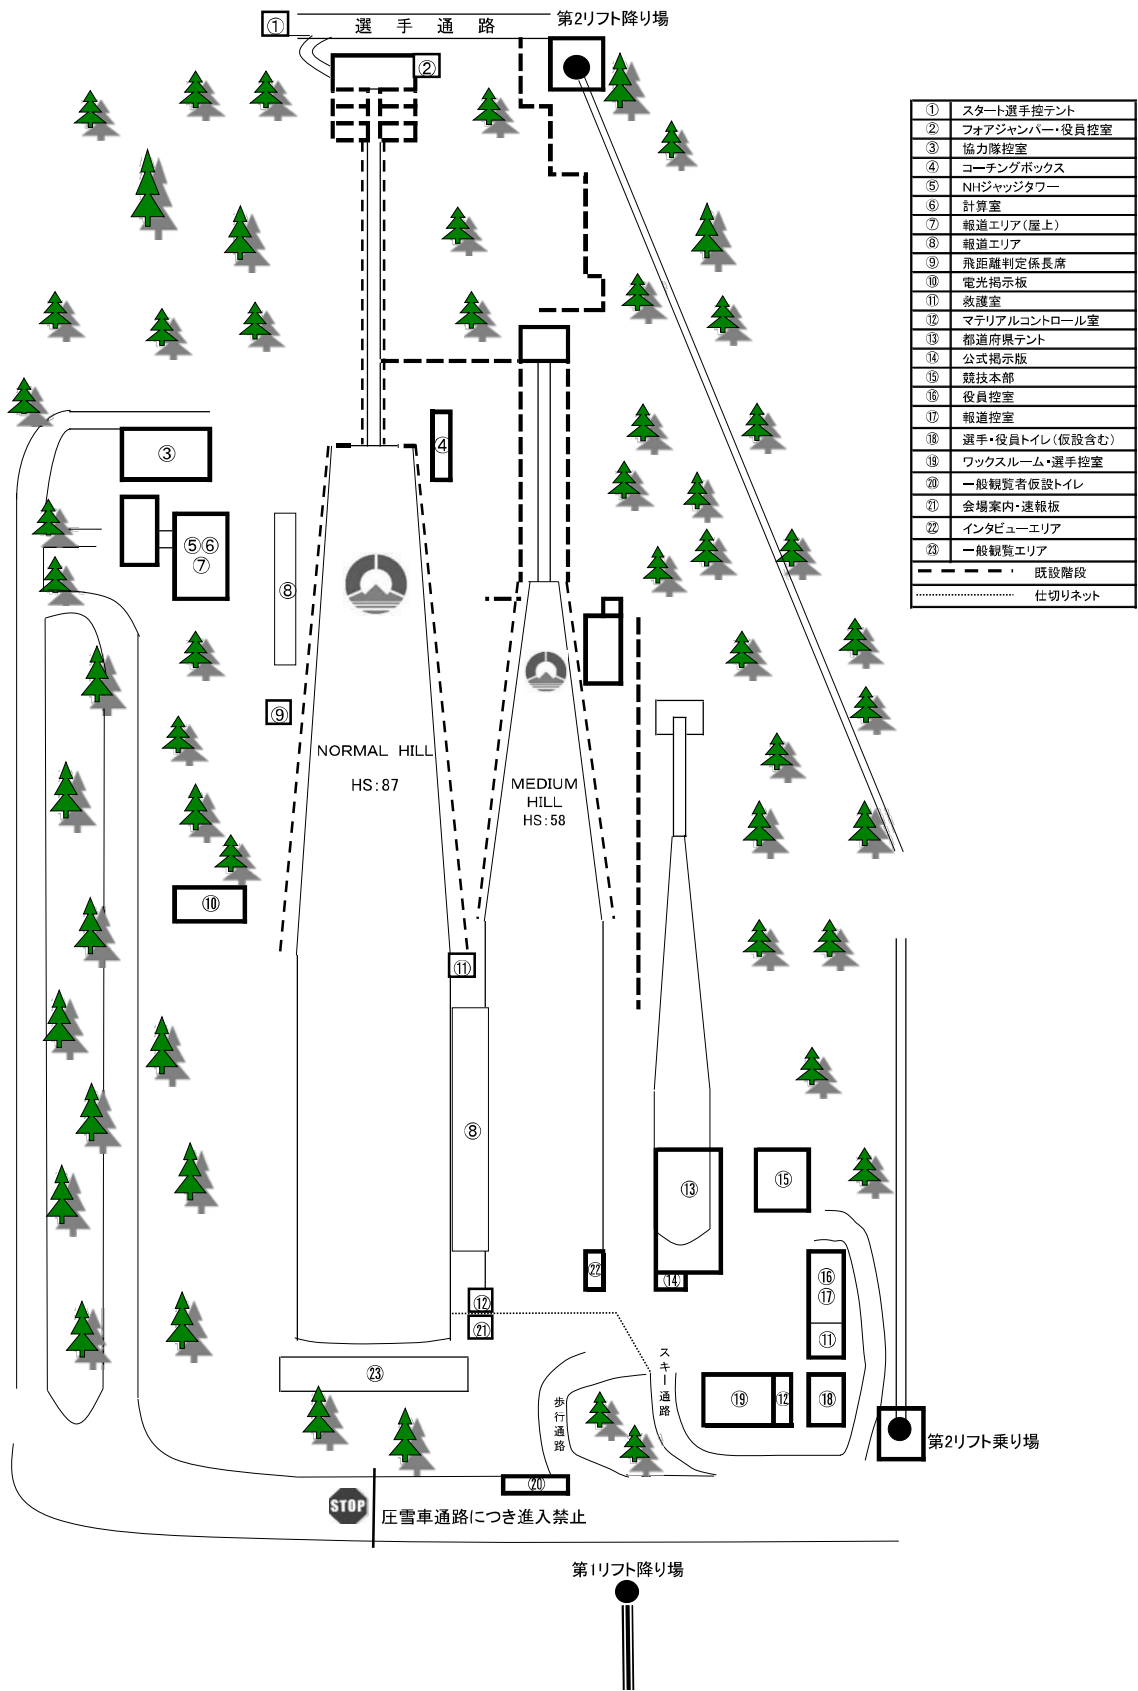 ①
選 手 通 路
第2リフト降り場
②
① スタート選手控テント
② フォアジャンパー・役員控室
③ 協力隊控室
④ コーチングボックス
⑤ NHジャッジタワー
⑥ 計算室
⑦ 報道エリア(屋上)
⑧ 報道エリア
⑨ 飛距離判定係長席
⑩ 電光掲示板
⑪ 救護室
⑫ マテリアルコントロール室
⑬ 都道府県テント
⑭ 公式掲示版
⑮ 競技本部
⑯ 役員控室
⑰ 報道控室
⑱ 選手・役員トイレ(仮設含む)
⑲ ワックスルーム・選手控室
⑳ 一般観覧者仮設トイレ
㉑ 会場案内・速報板
㉒ インタビューエリア
㉓ 一般観覧エリア
既設階段
仕切りネット
③
④
⑤⑥
⑦
⑧
⑨
NORMAL HILL
HS:87
MEDIUM
HILL
HS:58
⑩
⑪
⑧
⑬
⑮
㉒
⑭
⑯
⑰
⑪
⑫
㉑
㉓
スキー通路
歩行通路
⑲
⑫
⑱
第2リフト乗り場
⑳
STOP
圧雪車通路につき進入禁止
第1リフト降り場